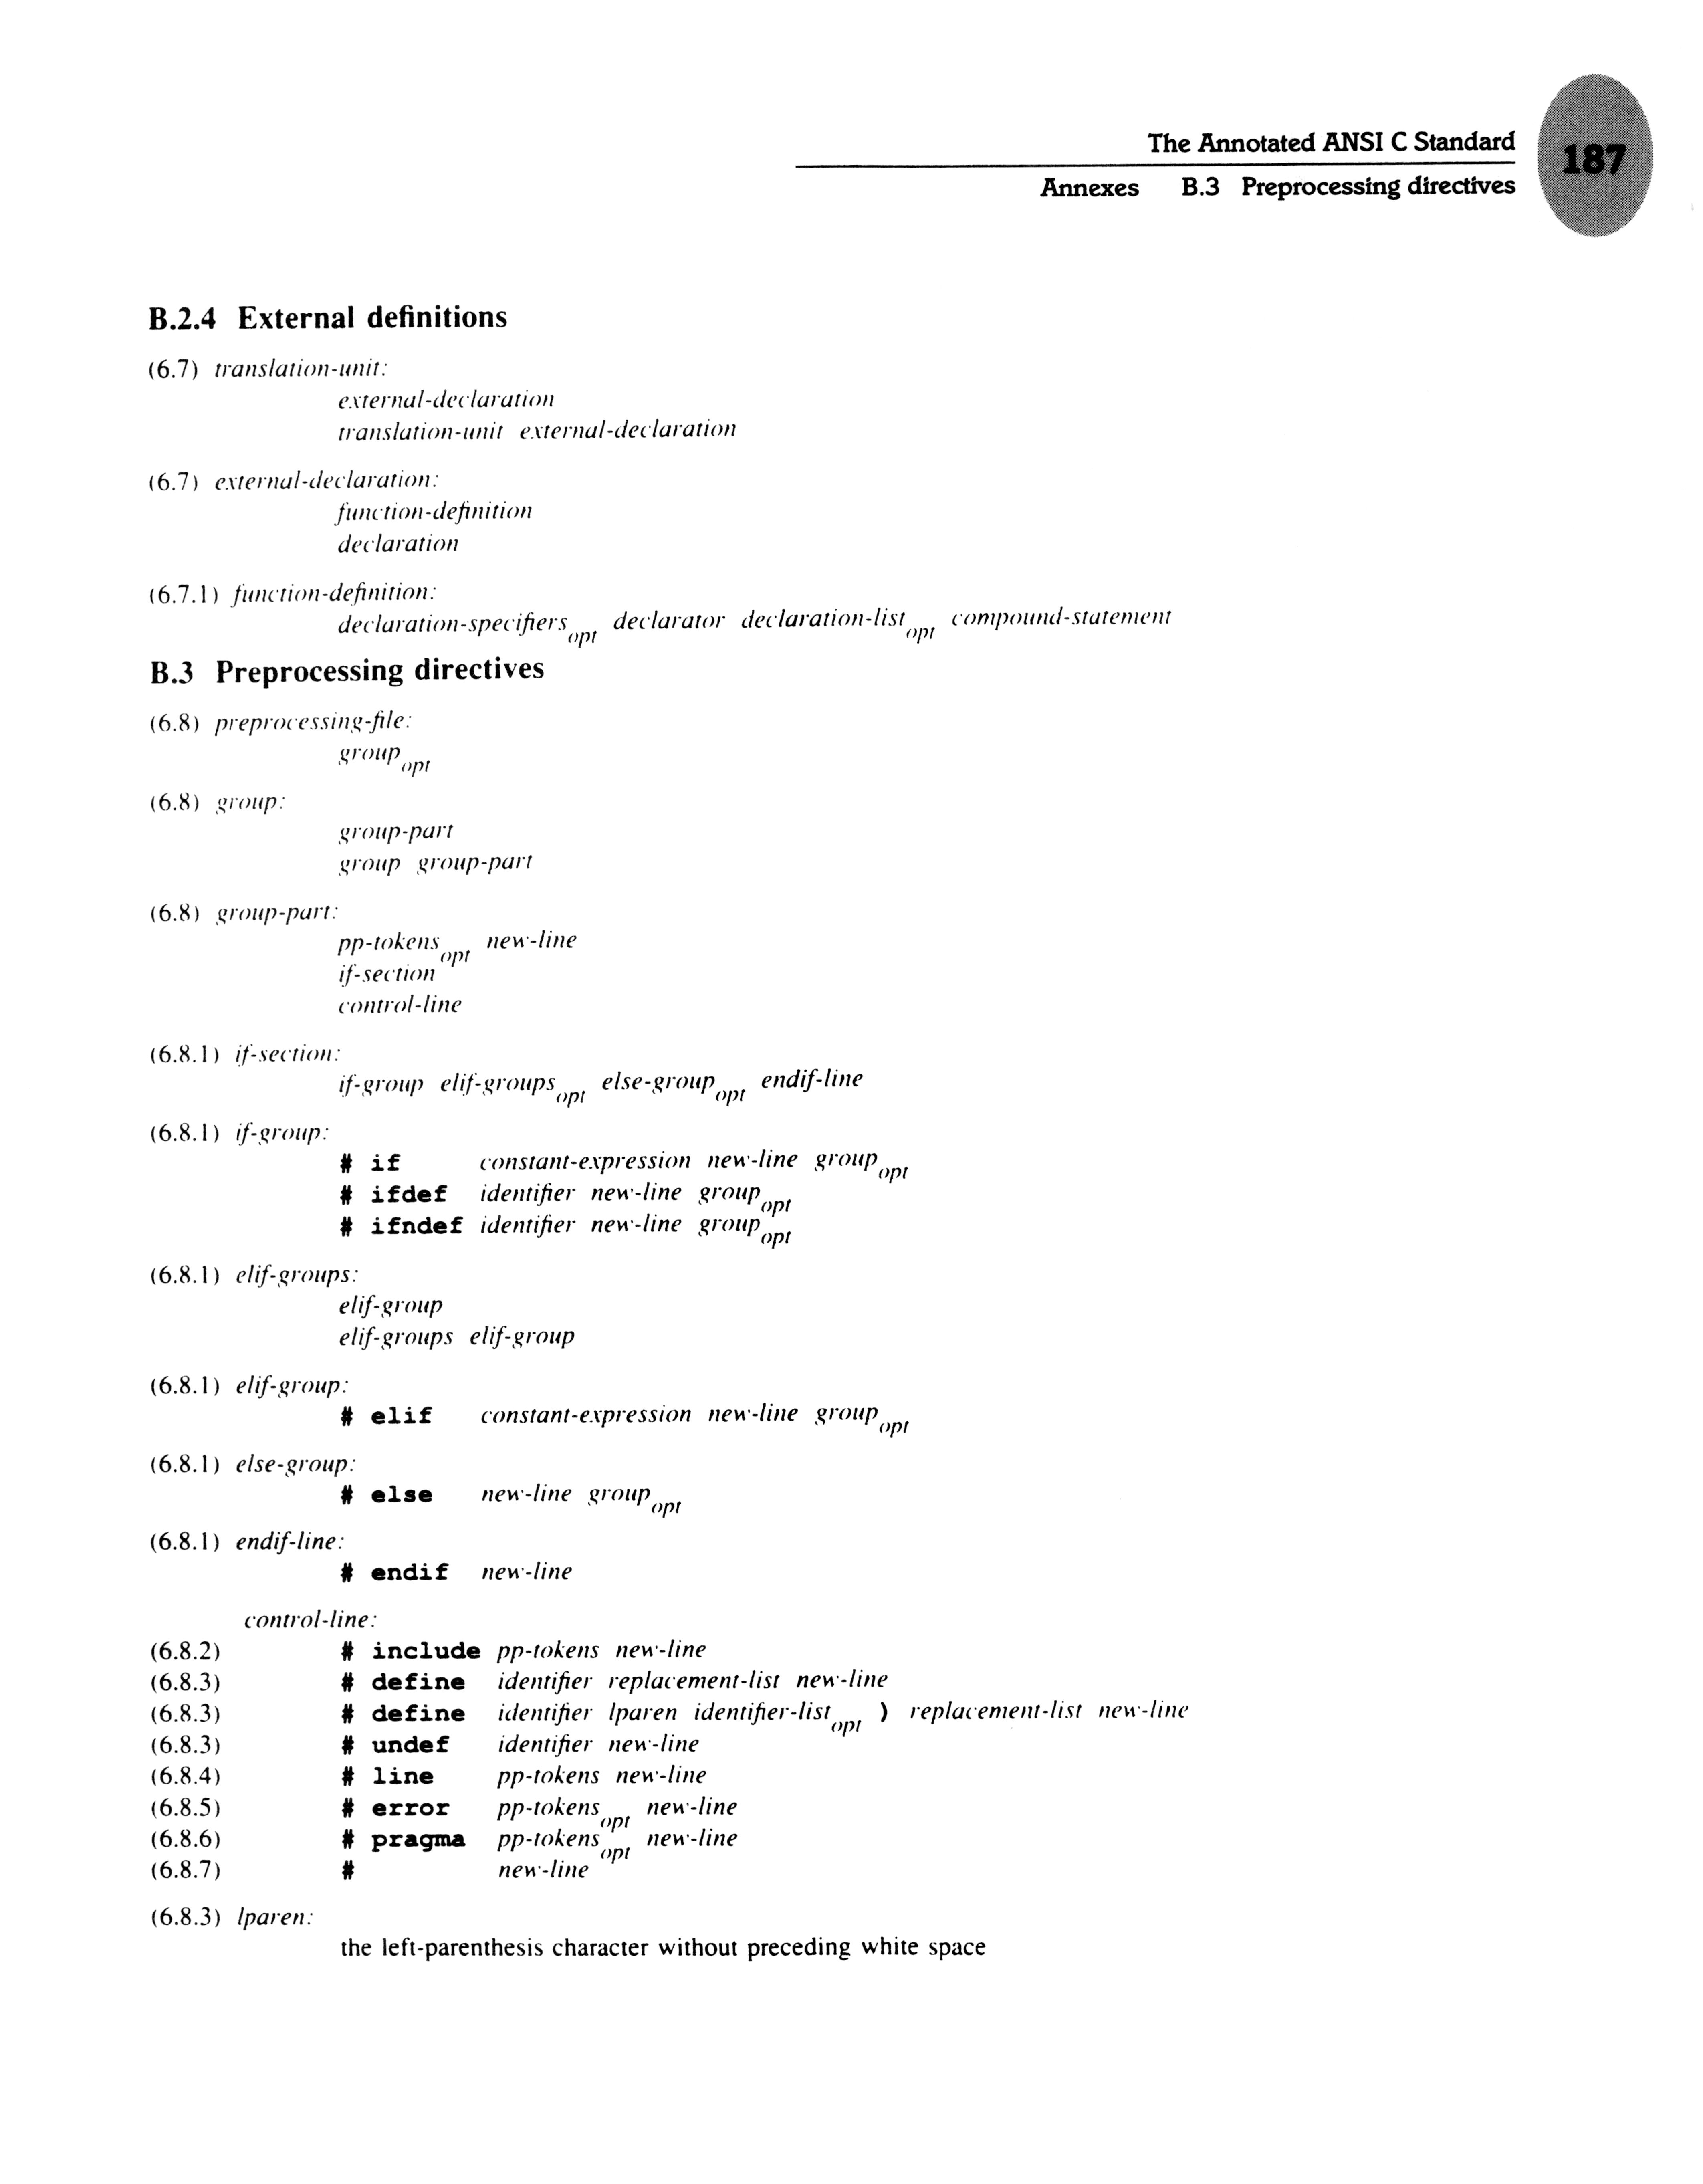 The Annotated ANSI C Standard
187
Annexes B.3 Preprocessing directives
B.2.4 External definitions
(6.7) translation-unit:
external-declaration
translation-unit external-declaration
(6.7) external-declaration:
function-definition
declaration
(6.7.1) function-definition:
declaration-specifiers opt declarator declaration-list opt compound-statement
B.3 Preprocessing directives
(6.8) preprocessing-file:
group opt
(6.8) group:
group-part
group group-part
(6.8) group-part:
pp-tokens opt new-line
if-section
control-line
(6.8.1) if-section:
if-group elif-groups opt else-group opt endif-line
(6.8.1) if-group:
# if constant-expression new-line group opt
# ifdef identifier new-line group opt
# ifndef identifier new-line group opt
(6.8.1) elif-groups:
elif-group
elif-groups elif-group
(6.8.1) elif-group:
# elif constant-expression new-line group opt
(6.8.1) else-group:
# else new-line group opt
(6.8.1) endif-line:
# endif new-line
control-line:
(6.8.2) # include pp-tokens new-line
(6.8.3) # define identifier replacement-list new-line
(6.8.3) # define identifier lparen identifier-list opt ) replacement-list new-line
(6.8.3) # undef identifier new-line
(6.8.4) # line pp-tokens new-line
(6.8.5) # error pp-tokens opt new-line
(6.8.6) # pragma pp-tokens opt new-line
(6.8.7) # new-line
(6.8.3) lparen:
the left-parenthesis character without preceding white space